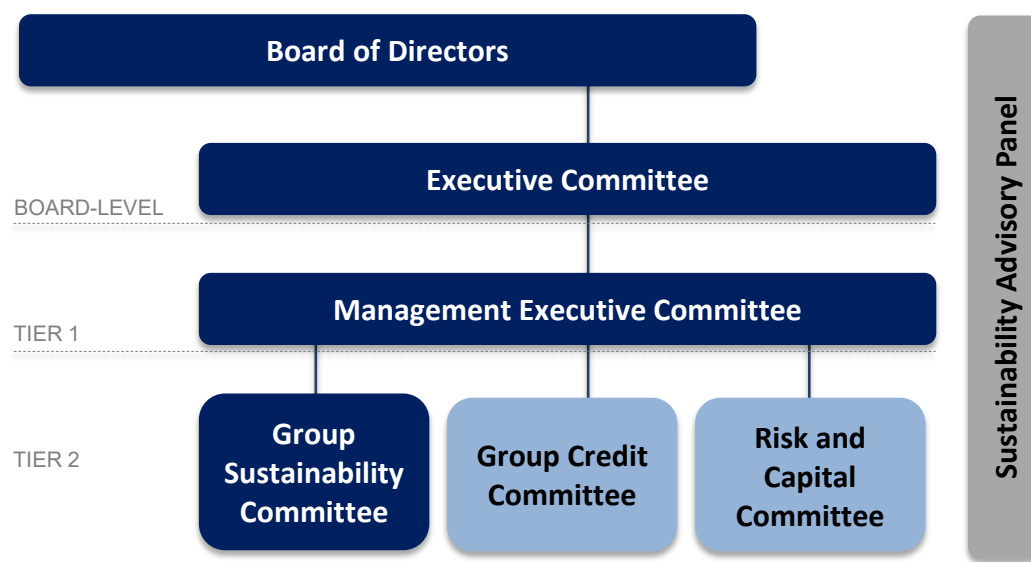 Board of Directors
Executive Committee
BOARD-LEVEL
Management Executive Committee
TIER 1
Group
Sustainability
Committee
Group Credit
Committee
Risk and
Capital
Committee
TIER 2
Sustainability Advisory Panel